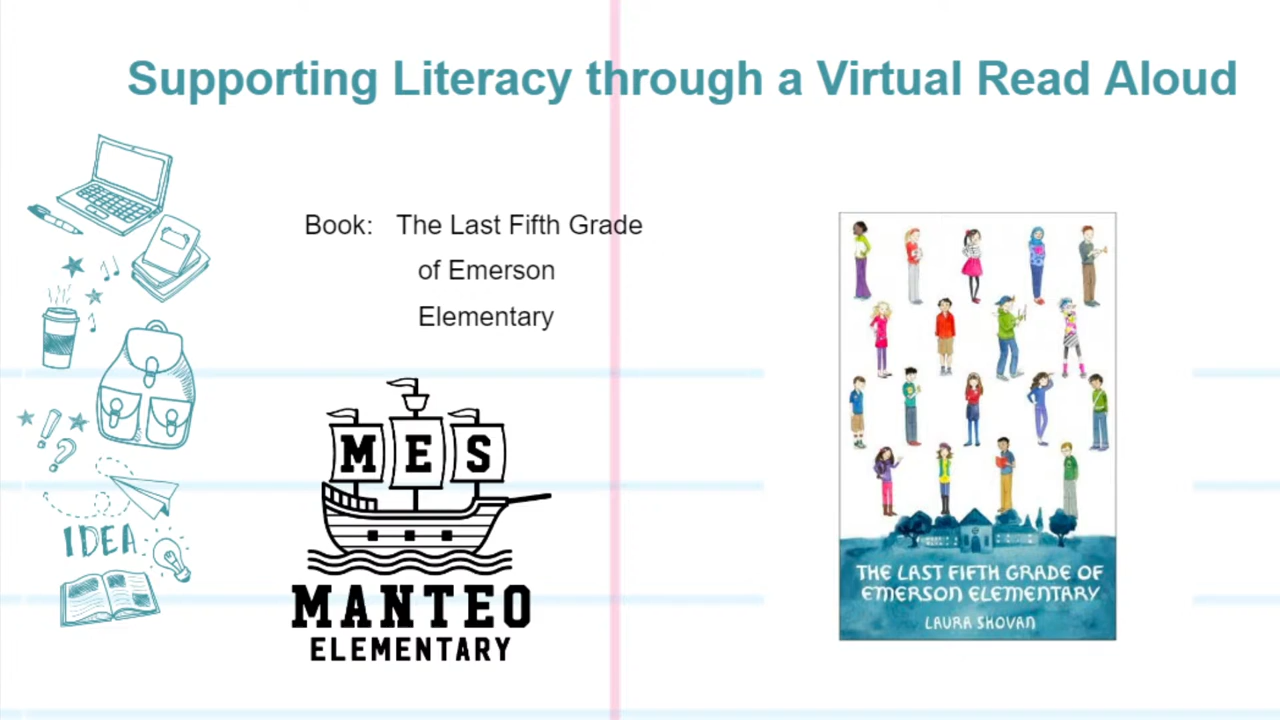 Supporting Literacy through a Virtual Read Aloud
Book: The Last Fifth Grade
of Emerson
Elementary
IDEA
M E S
MANTEO
ELEMENTARY
THE LAST FIFTH GRADE OF
EMERSON ELEMENTARY
LAURA SHOVAN